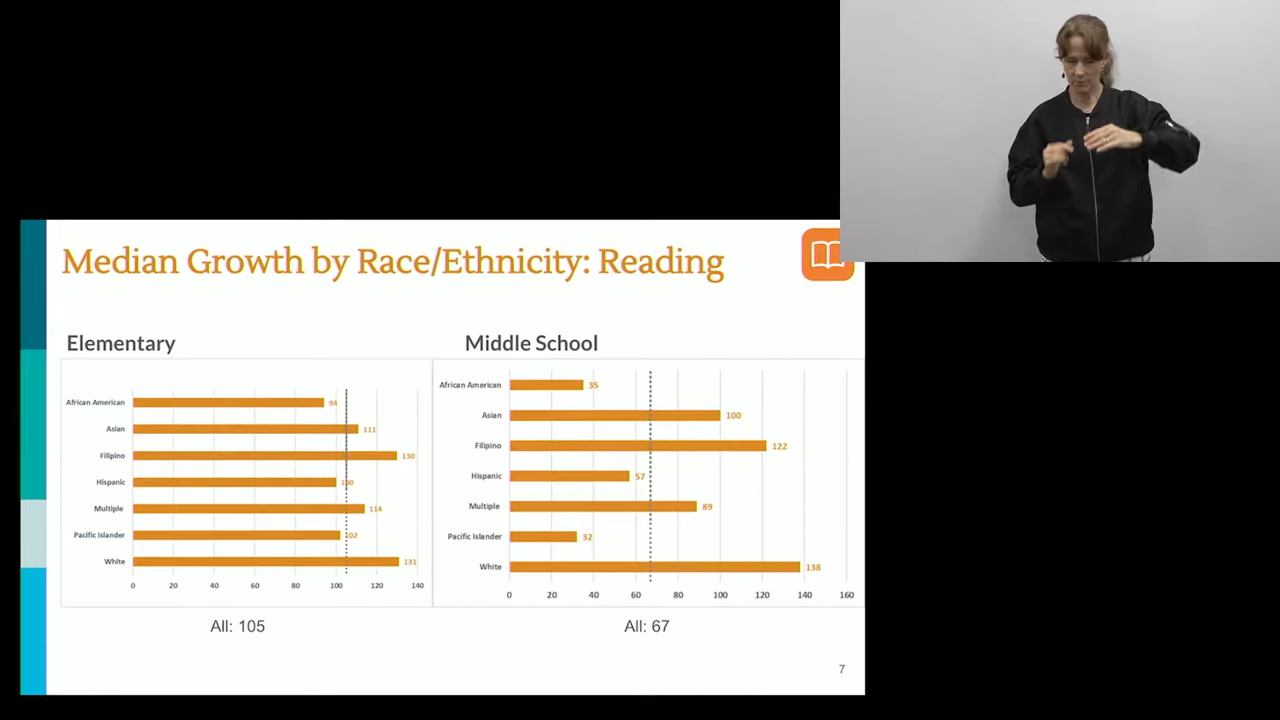 Median Growth by Race/Ethnicity: Reading
Elementary
African American 94
Asian 111
Filipino 130
Hispanic 100
Multiple 114
Pacific Islander 102
White 131
0 20 40 60 80 100 120 140
All: 105
Middle School
African American 35
Asian 100
Filipino 122
Hispanic 57
Multiple 89
Pacific Islander 32
White 138
0 20 40 60 80 100 120 140 160
All: 67
7